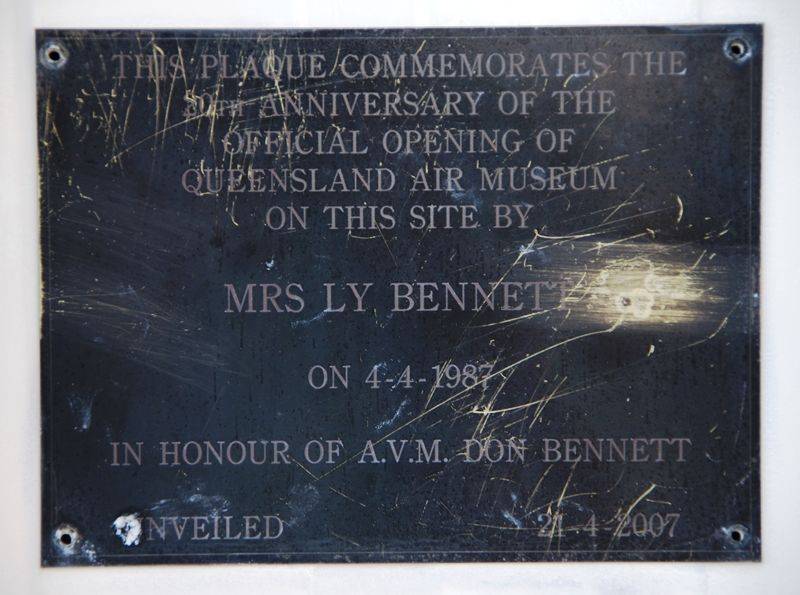 THIS PLAQUE COMMEMORATES THE
20TH ANNIVERSARY OF THE
OFFICIAL OPENING OF
QUEENSLAND AIR MUSEUM
ON THIS SITE BY
MRS LY BENNETT
ON 4-4-1987
IN HONOUR OF A.V.M. DON BENNETT
UNVEILED 21-4-2007